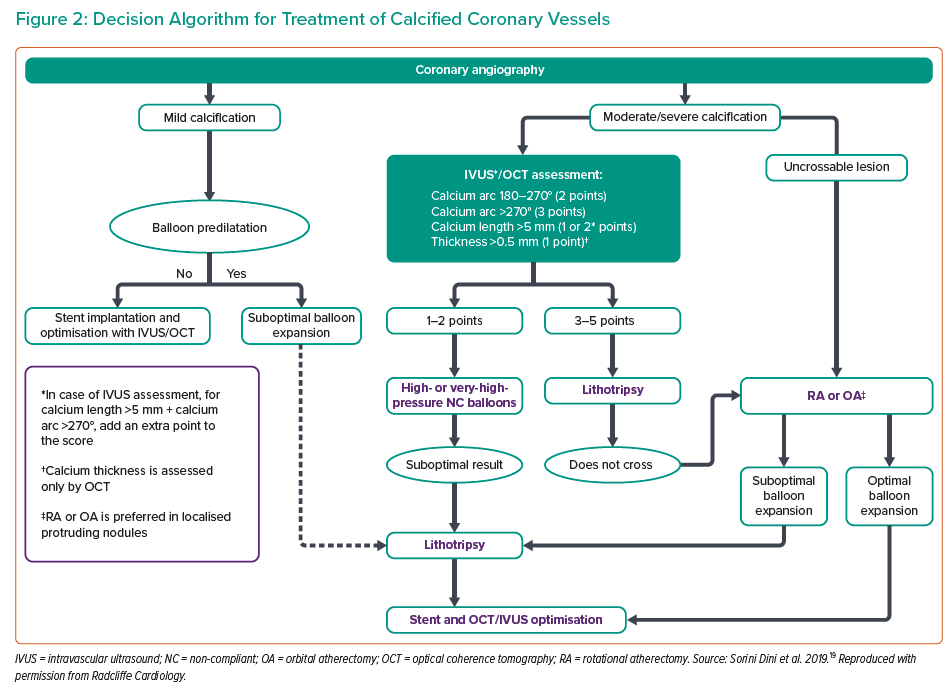 Figure 2: Decision Algorithm for Treatment of Calcified Coronary Vessels
Coronary angiography
Mild calcification
Moderate/severe calcification
Uncrossable lesion
IVUS*/OCT assessment:
Calcium arc 180–270° (2 points)
Calcium arc >270° (3 points)
Calcium length >5 mm (1 or 2* points)
Thickness >0.5 mm (1 point)†
Balloon predilatation
No
Yes
Stent implantation and
optimisation with IVUS/OCT
Suboptimal balloon
expansion
1–2 points
3–5 points
High- or very-high-
pressure NC balloons
Lithotripsy
RA or OA‡
Suboptimal result
Does not cross
Suboptimal
balloon
expansion
Optimal
balloon
expansion
Lithotripsy
Stent and OCT/IVUS optimisation
*In case of IVUS assessment, for
calcium length >5 mm + calcium
arc >270°, add an extra point to
the score
†Calcium thickness is assessed
only by OCT
‡RA or OA is preferred in localised
protruding nodules
IVUS = intravascular ultrasound; NC = non-compliant; OA = orbital atherectomy; OCT = optical coherence tomography; RA = rotational atherectomy. Source: Sorini Dini et al. 2019.¹⁹ Reproduced with
permission from Radcliffe Cardiology.